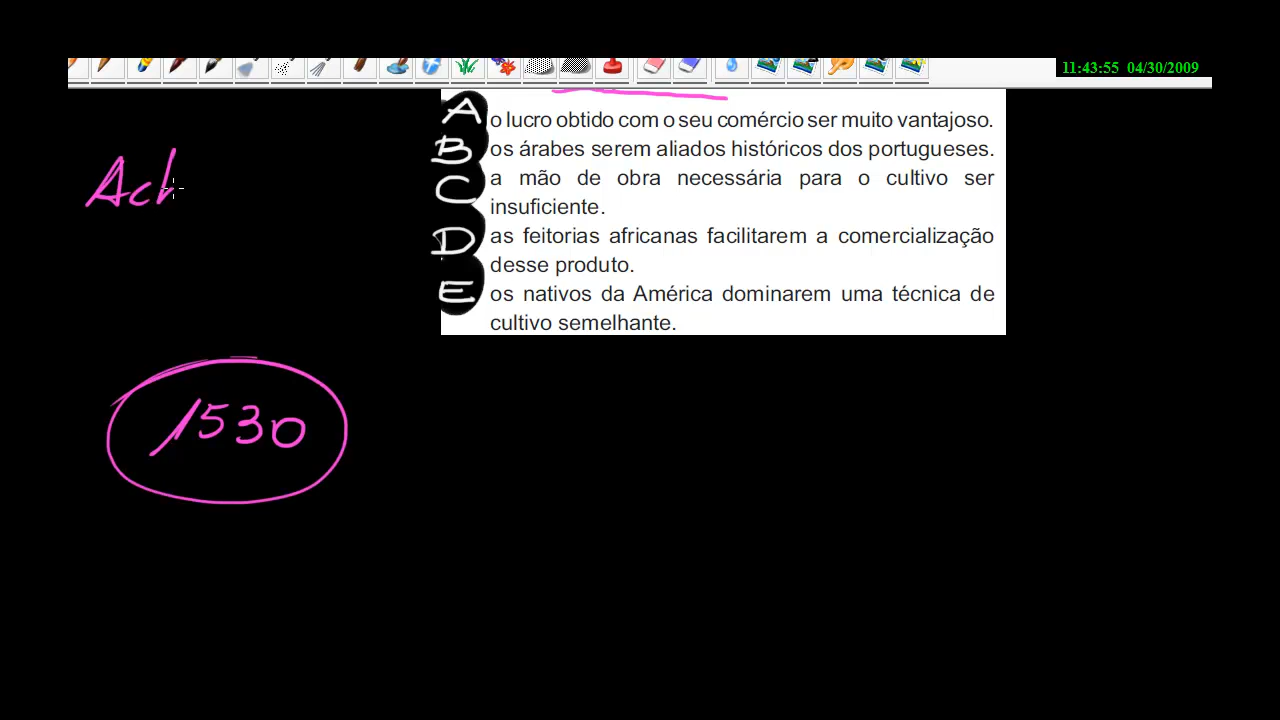 11:43:55 04/30/2009
A o lucro obtido com o seu comércio ser muito vantajoso.
B os árabes serem aliados históricos dos portugueses.
C a mão de obra necessária para o cultivo ser
insuficiente.
D as feitorias africanas facilitarem a comercialização
desse produto.
E os nativos da América dominarem uma técnica de
cultivo semelhante.
Ach
1530